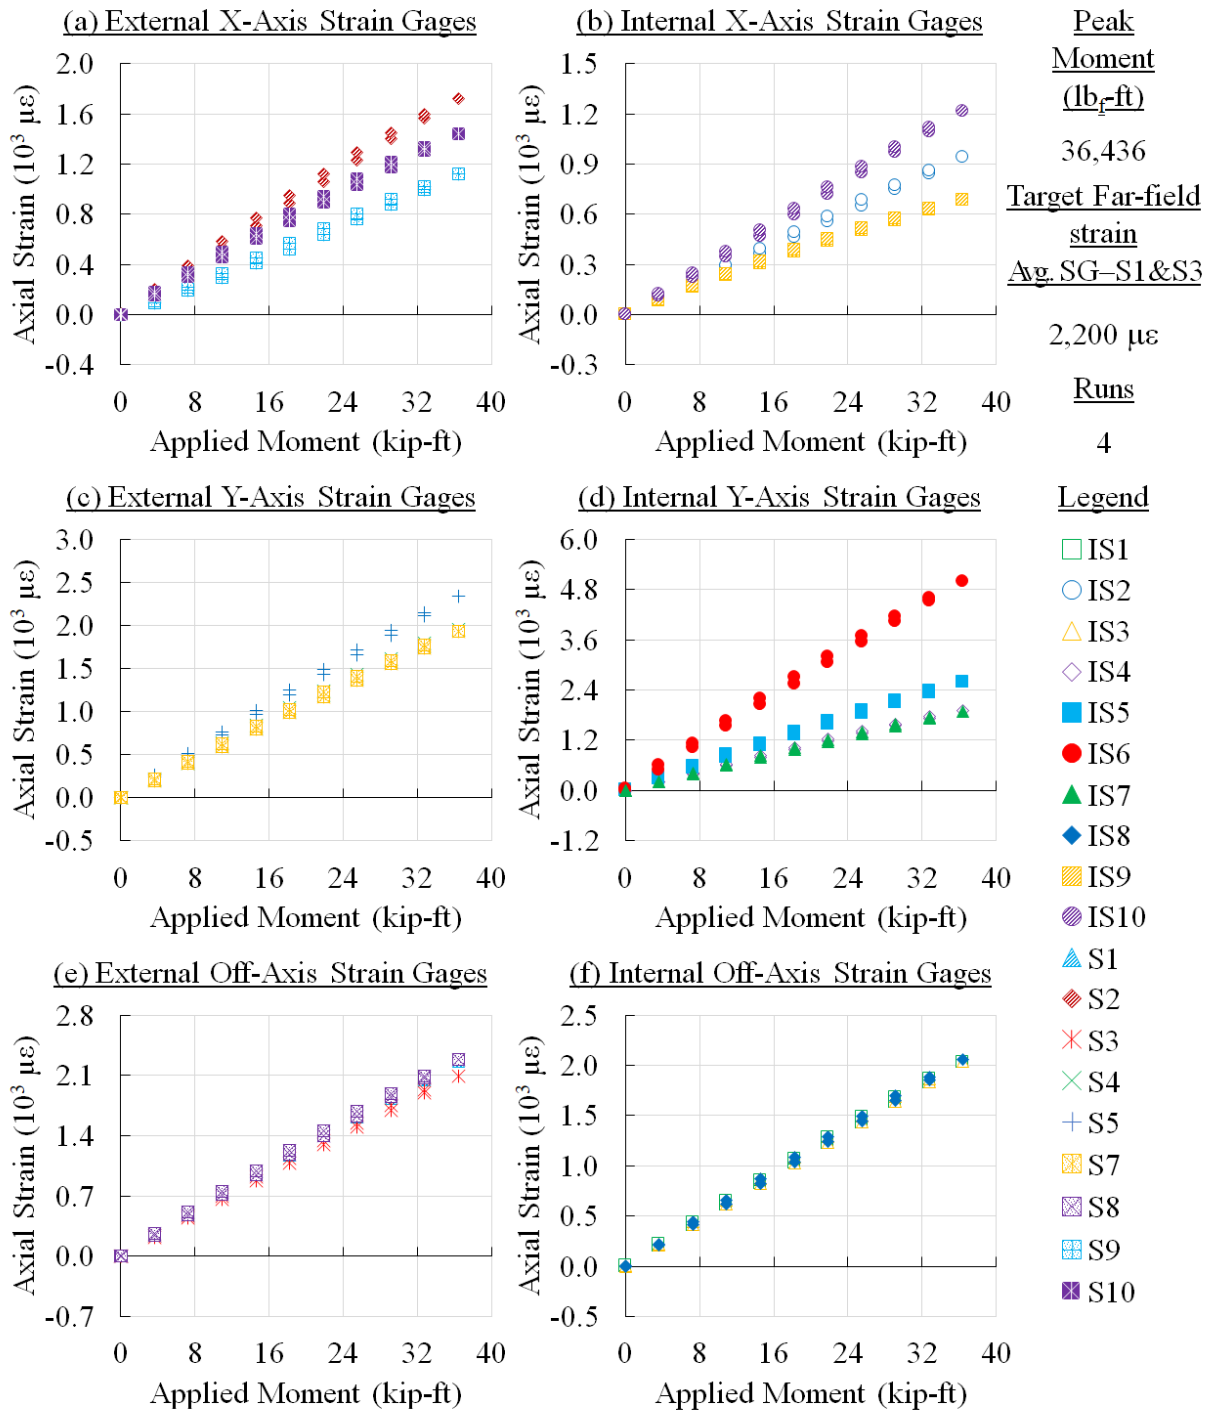 (a) External X-Axis Strain Gages
2.0
1.6
1.2
0.8
0.4
0.0
-0.4
Axial Strain (10³ με)
0 8 16 24 32 40
Applied Moment (kip-ft)
(b) Internal X-Axis Strain Gages
1.5
1.2
0.9
0.6
0.3
0.0
-0.3
Axial Strain (10³ με)
0 8 16 24 32 40
Applied Moment (kip-ft)
Peak
Moment
(lbf-ft)
36,436
Target Far-field
strain
Avg. SG–S1&S3
2,200 με
Runs
4
(c) External Y-Axis Strain Gages
3.0
2.5
2.0
1.5
1.0
0.5
0.0
-0.5
Axial Strain (10³ με)
0 8 16 24 32 40
Applied Moment (kip-ft)
(d) Internal Y-Axis Strain Gages
6.0
4.8
3.6
2.4
1.2
0.0
-1.2
Axial Strain (10³ με)
0 8 16 24 32 40
Applied Moment (kip-ft)
(e) External Off-Axis Strain Gages
2.8
2.1
1.4
0.7
0.0
-0.7
Axial Strain (10³ με)
0 8 16 24 32 40
Applied Moment (kip-ft)
(f) Internal Off-Axis Strain Gages
2.5
2.0
1.5
1.0
0.5
0.0
-0.5
Axial Strain (10³ με)
0 8 16 24 32 40
Applied Moment (kip-ft)
Legend
IS1
IS2
IS3
IS4
IS5
IS6
IS7
IS8
IS9
IS10
S1
S2
S3
S4
S5
S7
S8
S9
S10